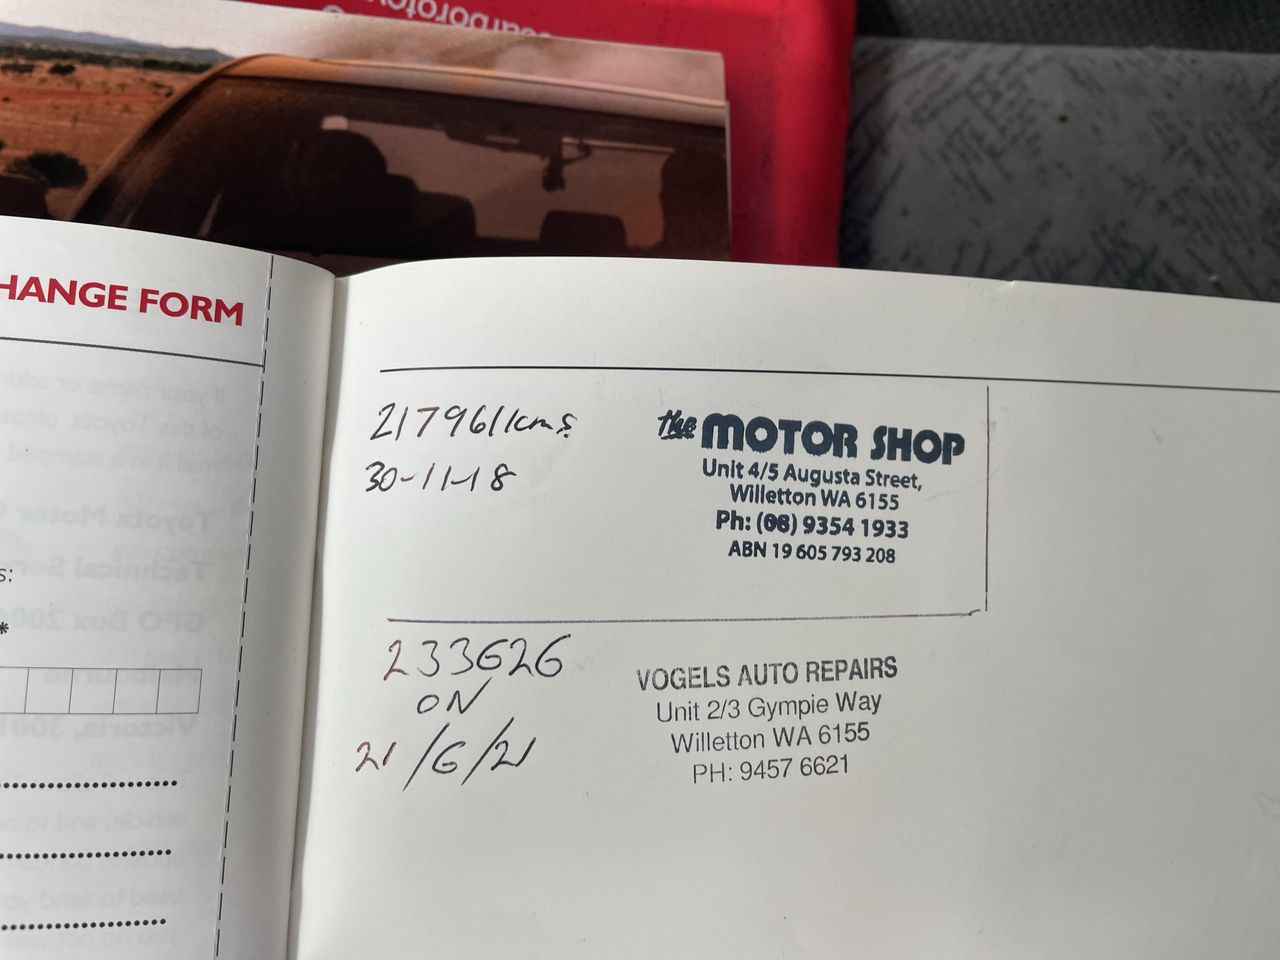 HANGE FORM
s:
*
217961kms
30-11-18
the MOTOR SHOP
Unit 4/5 Augusta Street,
Willetton WA 6155
Ph: (08) 9354 1933
ABN 19 605 793 208
233626
ON
21/6/21
VOGELS AUTO REPAIRS
Unit 2/3 Gympie Way
Willetton WA 6155
PH: 9457 6621